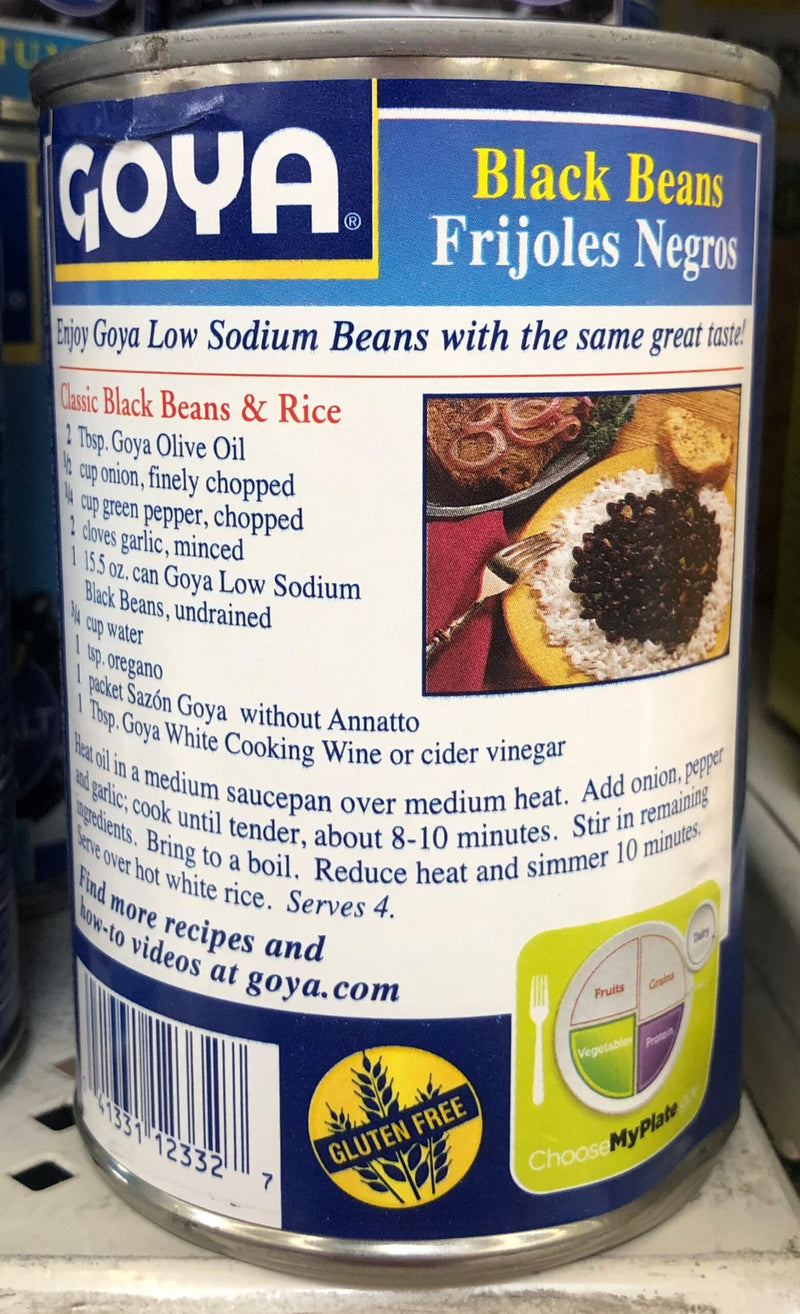 GOYA®
Black Beans
Frijoles Negros
Enjoy Goya Low Sodium Beans with the same great taste!
Classic Black Beans & Rice
2 Tbsp. Goya Olive Oil
1/2 cup onion, finely chopped
1/4 cup green pepper, chopped
2 cloves garlic, minced
1 15.5 oz. can Goya Low Sodium
Black Beans, undrained
3/4 cup water
1 tsp. oregano
1 packet Sazón Goya without Annatto
1 Tbsp. Goya White Cooking Wine or cider vinegar
Heat oil in a medium saucepan over medium heat. Add onion, pepper
and garlic; cook until tender, about 8-10 minutes. Stir in remaining
ingredients. Bring to a boil. Reduce heat and simmer 10 minutes.
Serve over hot white rice. Serves 4.
Find more recipes and
how-to videos at goya.com
41331 12332 7
GLUTEN FREE
Dairy
Fruits
Grains
Vegetables
Protein
ChooseMyPlate.gov